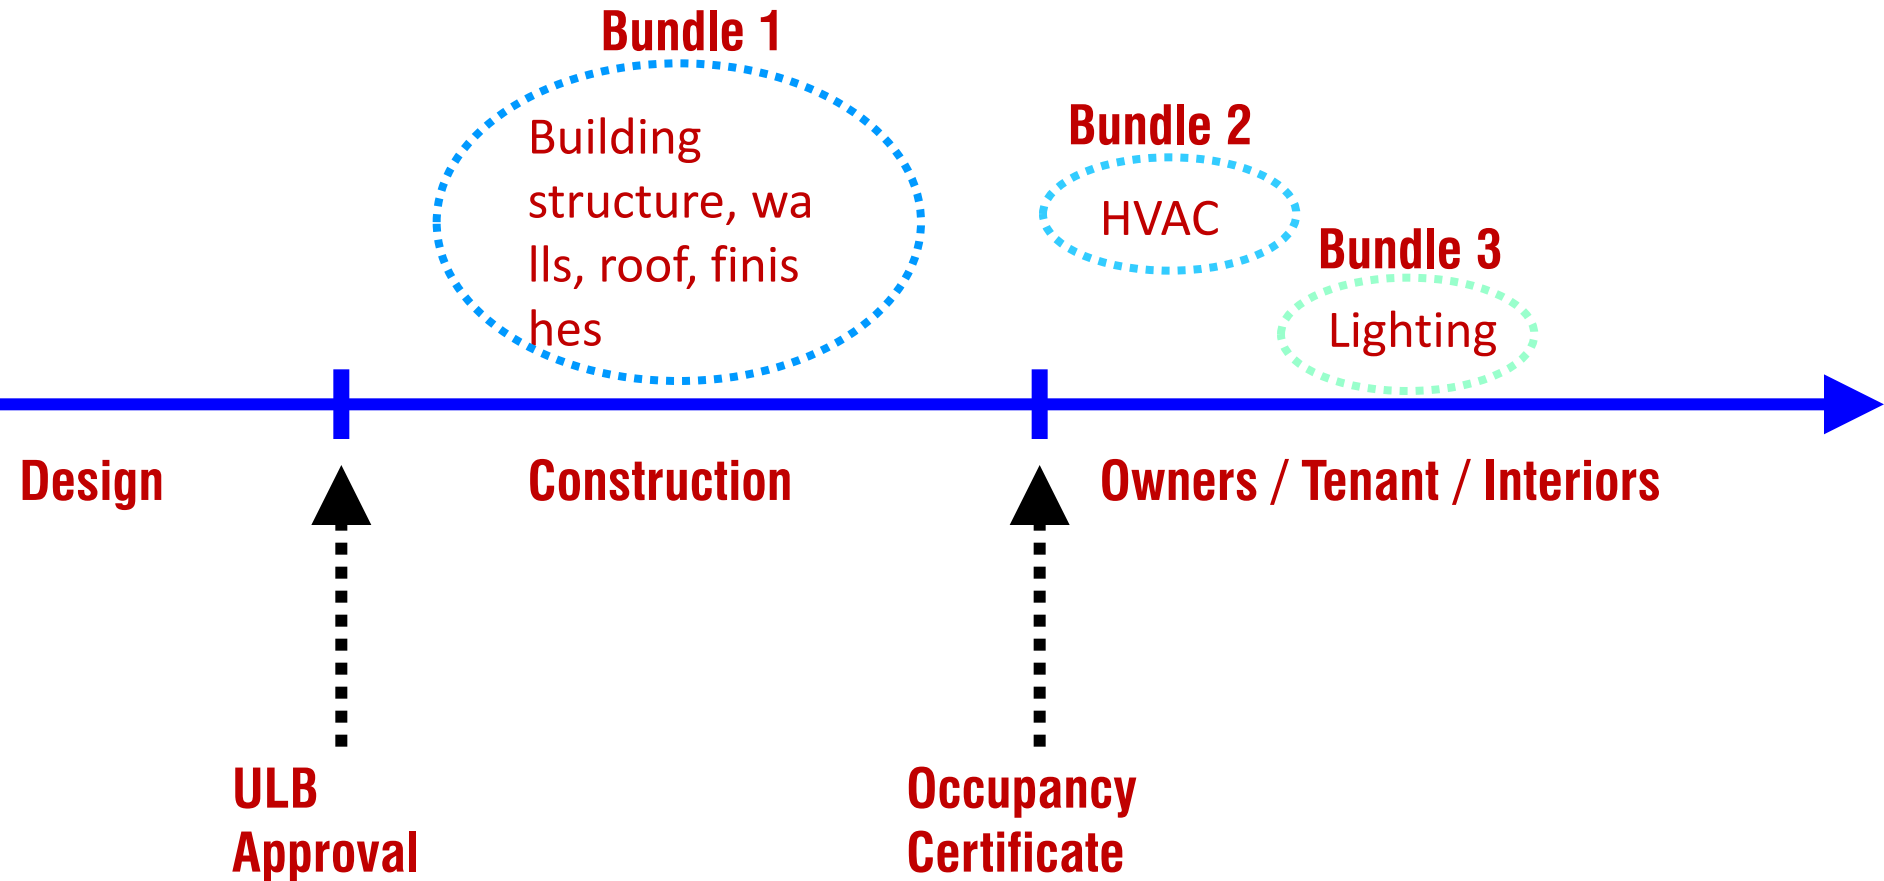 Bundle 1
Building
structure, wa
lls, roof, finis
hes
Bundle 2
HVAC
Bundle 3
Lighting
Design
Construction
Owners / Tenant / Interiors
ULB
Approval
Occupancy
Certificate